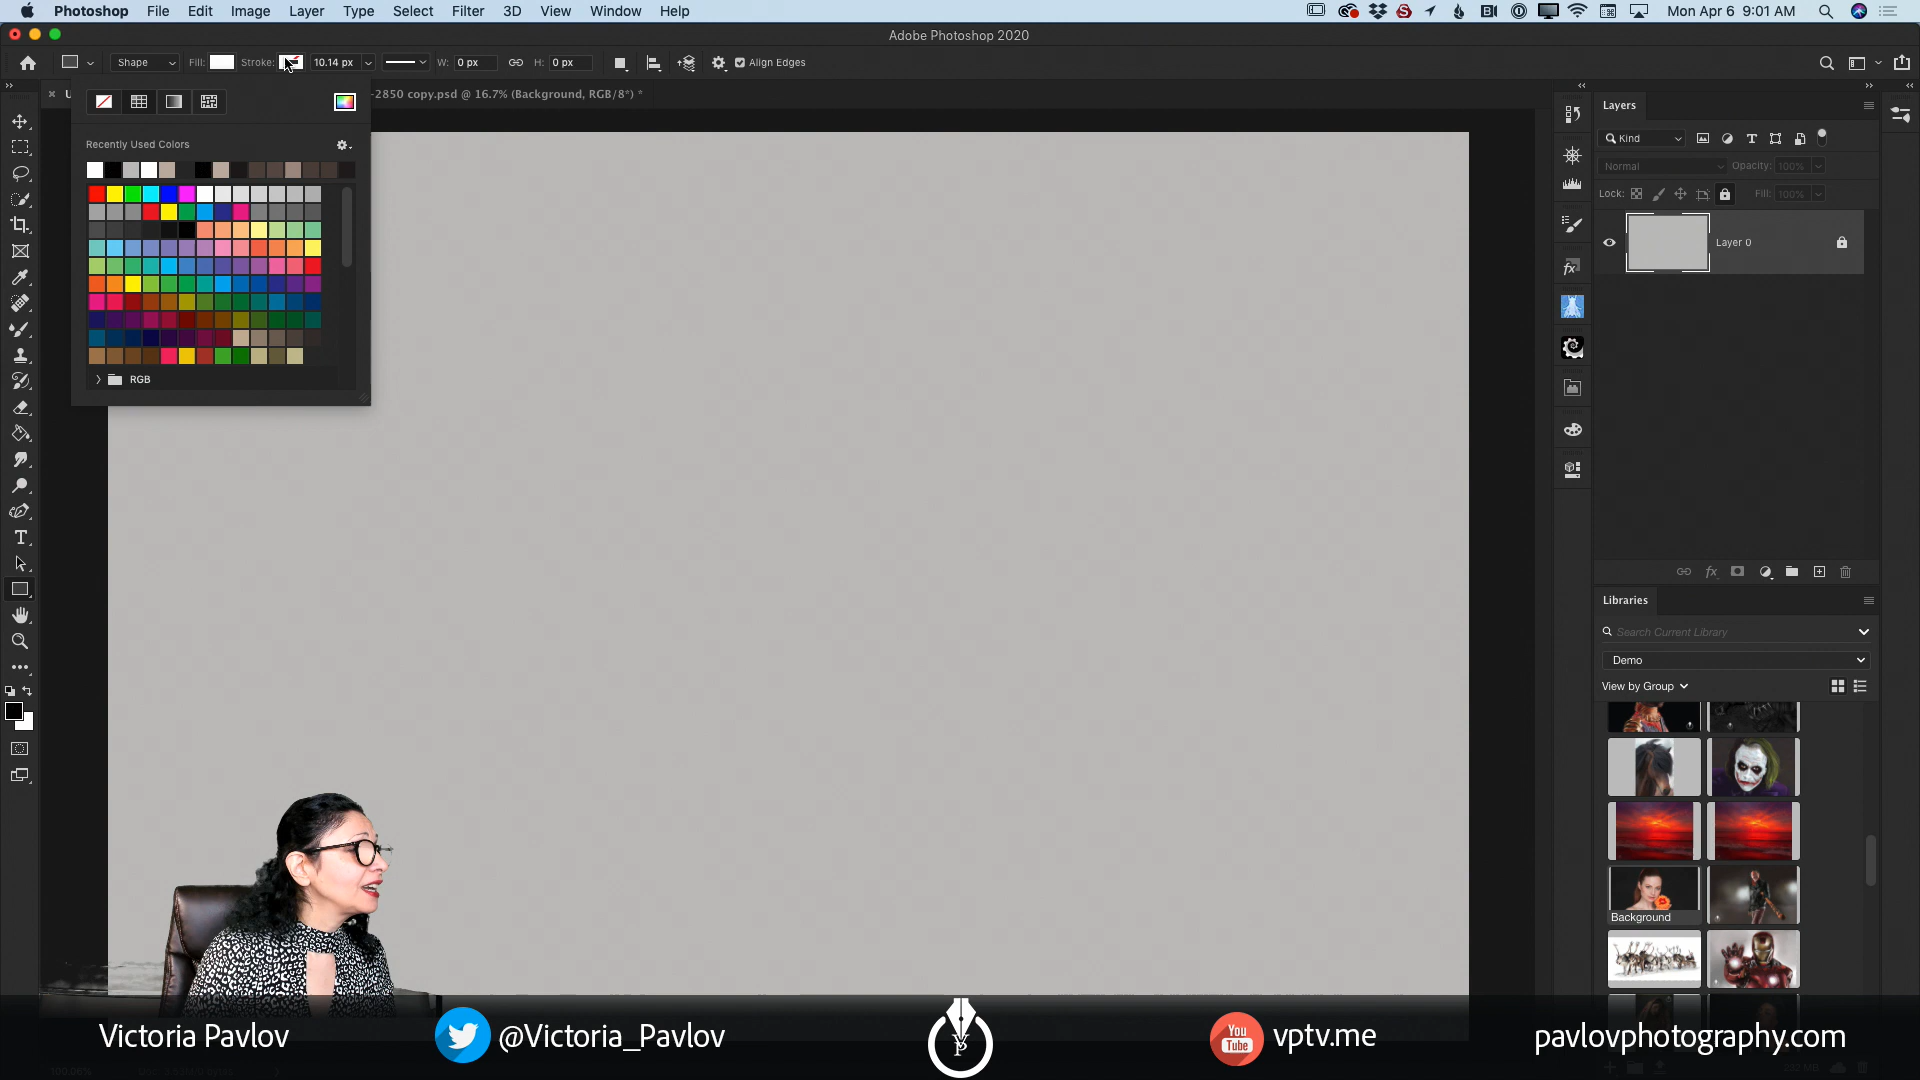 Photoshop File Edit Image Layer Type Select Filter 3D View Window Help Mon Apr 6 9:01 AM
Adobe Photoshop 2020
Shape Fill: Stroke: 10.14 px W: 0 px H: 0 px Align Edges
-2850 copy.psd @ 16.7% (Background, RGB/8*) *
Layers
Recently Used Colors
Kind
Normal Opacity: 100%
Lock: Fill: 100%
Layer 0
RGB
Libraries
Search Current Library
Demo
View by Group
Background
Victoria Pavlov @Victoria_Pavlov You Tube vptv.me pavlovphotography.com